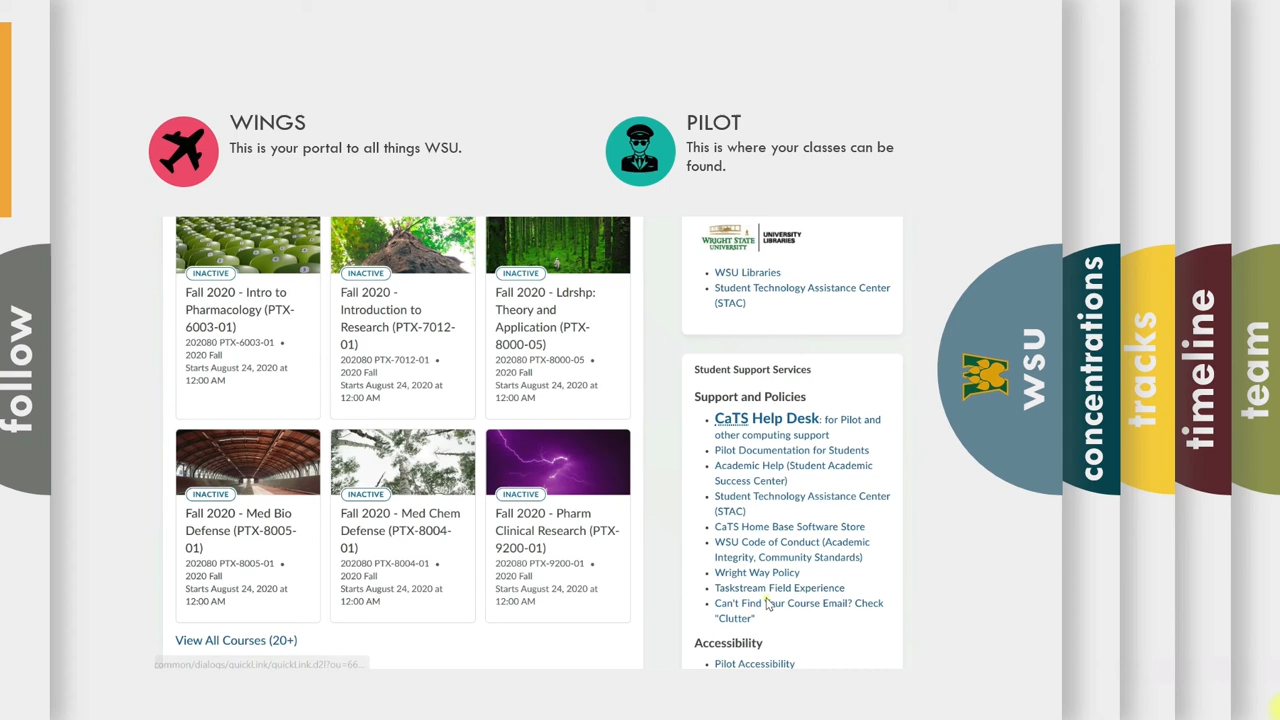 WINGS
This is your portal to all things WSU.
PILOT
This is where your classes can be
found.
INACTIVE
Fall 2020 - Intro to
Pharmacology (PTX-
6003-01)
202080 PTX-6003-01 •
2020 Fall
Starts August 24, 2020 at
12:00 AM
INACTIVE
Fall 2020 -
Introduction to
Research (PTX-7012-
01)
202080 PTX-7012-01 •
2020 Fall
Starts August 24, 2020 at
12:00 AM
INACTIVE
Fall 2020 - Ldrshp:
Theory and
Application (PTX-
8000-05)
202080 PTX-8000-05 •
2020 Fall
Starts August 24, 2020 at
12:00 AM
INACTIVE
Fall 2020 - Med Bio
Defense (PTX-8005-
01)
202080 PTX-8005-01 •
2020 Fall
Starts August 24, 2020 at
12:00 AM
INACTIVE
Fall 2020 - Med Chem
Defense (PTX-8004-
01)
202080 PTX-8004-01 •
2020 Fall
Starts August 24, 2020 at
12:00 AM
INACTIVE
Fall 2020 - Pharm
Clinical Research (PTX-
9200-01)
202080 PTX-9200-01 •
2020 Fall
Starts August 24, 2020 at
12:00 AM
View All Courses (20+)
common/dialogs/quickLink/quickLink.d2l?ou=66...
WRIGHT STATE
UNIVERSITY
UNIVERSITY
LIBRARIES
• WSU Libraries
• Student Technology Assistance Center
(STAC)
Student Support Services
Support and Policies
• CaTS Help Desk: for Pilot and
other computing support
• Pilot Documentation for Students
• Academic Help (Student Academic
Success Center)
• Student Technology Assistance Center
(STAC)
• CaTS Home Base Software Store
• WSU Code of Conduct (Academic
Integrity, Community Standards)
• Wright Way Policy
• Taskstream Field Experience
• Can't Find Your Course Email? Check
"Clutter"
Accessibility
• Pilot Accessibility
follow
WSU
concentrations
tracks
timeline
team